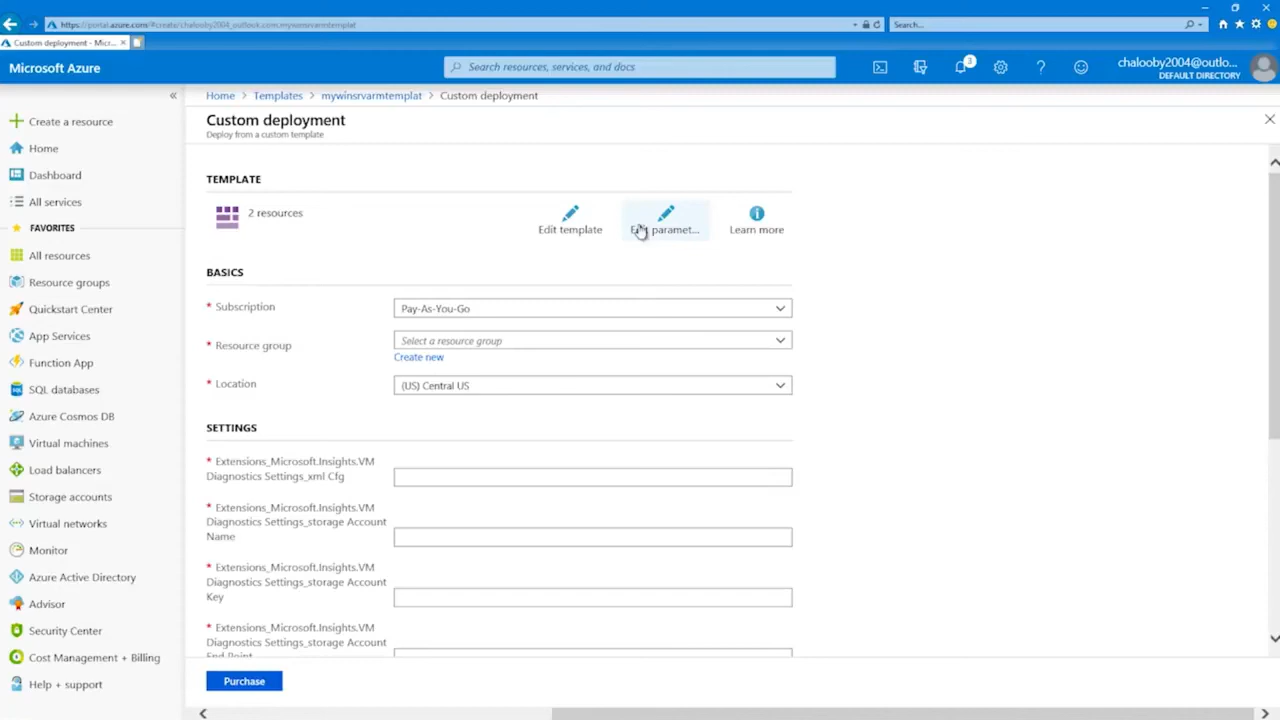 https://portal.azure.com/#create/chalooby2004_outlook.com.mywinsrvarmtemplat
Search...
Custom deployment - Micr...
Microsoft Azure
Search resources, services, and docs
3
chalooby2004@outlo...
DEFAULT DIRECTORY
Home > Templates > mywinsrvarmtemplat > Custom deployment
Custom deployment
Deploy from a custom template
Create a resource
Home
Dashboard
All services
FAVORITES
All resources
Resource groups
Quickstart Center
App Services
Function App
SQL databases
Azure Cosmos DB
Virtual machines
Load balancers
Storage accounts
Virtual networks
Monitor
Azure Active Directory
Advisor
Security Center
Cost Management + Billing
Help + support
TEMPLATE
2 resources
Edit template
Edit paramet...
Learn more
BASICS
* Subscription
Pay-As-You-Go
* Resource group
Select a resource group
Create new
* Location
(US) Central US
SETTINGS
* Extensions_Microsoft.Insights.VM
Diagnostics Settings_xml Cfg
* Extensions_Microsoft.Insights.VM
Diagnostics Settings_storage Account
Name
* Extensions_Microsoft.Insights.VM
Diagnostics Settings_storage Account
Key
* Extensions_Microsoft.Insights.VM
Diagnostics Settings_storage Account
End Point
Purchase